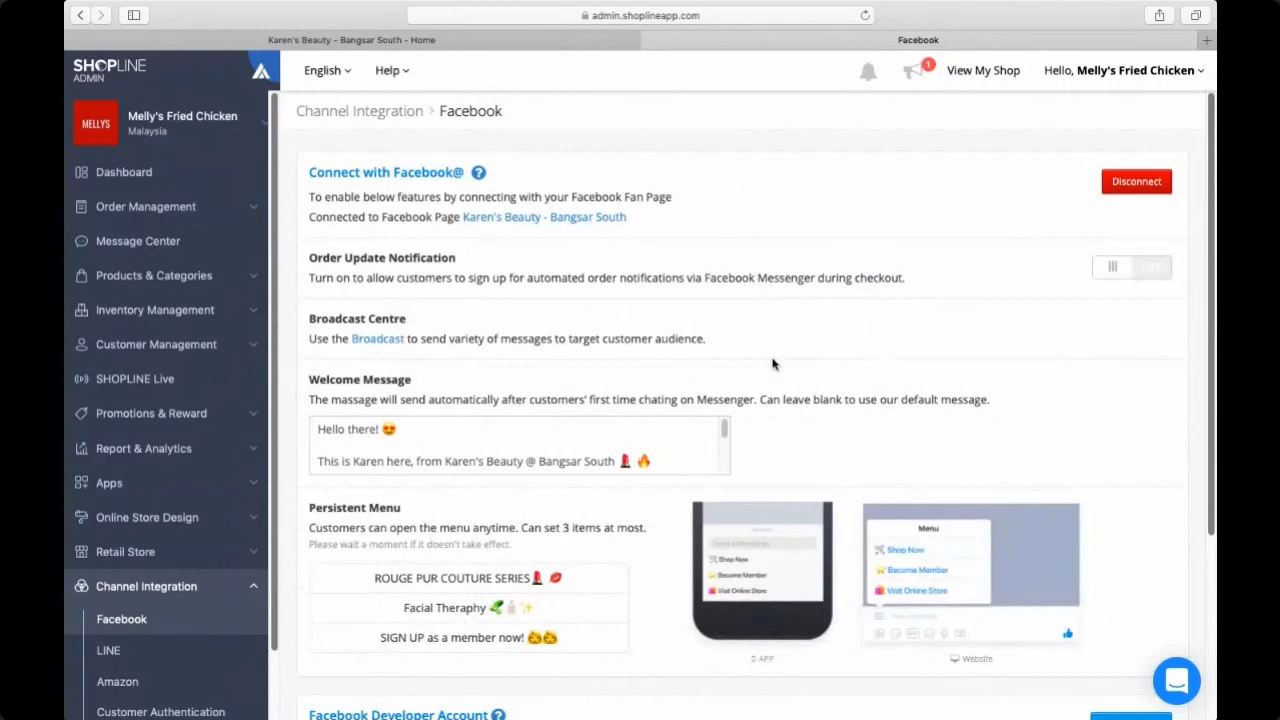 admin.shoplineapp.com
Karen's Beauty – Bangsar South - Home
Facebook
SHOPLINE
ADMIN
English
Help
1
View My Shop
Hello, Melly's Fried Chicken
MELLYS
Melly's Fried Chicken
Malaysia
Dashboard
Order Management
Message Center
Products & Categories
Inventory Management
Customer Management
SHOPLINE Live
Promotions & Reward
Report & Analytics
Apps
Online Store Design
Retail Store
Channel Integration
Facebook
LINE
Amazon
Customer Authentication
Channel Integration > Facebook
Connect with Facebook@ ?
Disconnect
To enable below features by connecting with your Facebook Fan Page
Connected to Facebook Page Karen's Beauty - Bangsar South
Order Update Notification
Turn on to allow customers to sign up for automated order notifications via Facebook Messenger during checkout.
Broadcast Centre
Use the Broadcast to send variety of messages to target customer audience.
Welcome Message
The massage will send automatically after customers' first time chating on Messenger. Can leave blank to use our default message.
Hello there! 😍
This is Karen here, from Karen's Beauty @ Bangsar South 💄 🔥
Persistent Menu
Customers can open the menu anytime. Can set 3 items at most.
Please wait a moment if it doesn't take effect.
ROUGE PUR COUTURE SERIES💄 💋
Facial Theraphy 🌿🧴✨
SIGN UP as a member now! 🙆🙆
Shop Now
Become Member
Visit Online Store
APP
Menu
Shop Now
Become Member
Visit Online Store
Website
Facebook Developer Account ?